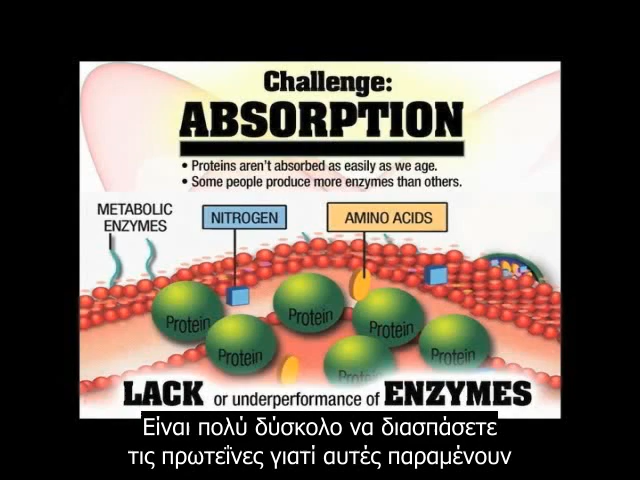 Challenge:
ABSORPTION
• Proteins aren't absorbed as easily as we age.
• Some people produce more enzymes than others.
METABOLIC
ENZYMES
NITROGEN
AMINO ACIDS
Protein
Protein
Protein
Protein
Protein
Protein
LACK or underperformance of ENZYMES
Είναι πολύ δύσκολο να διασπάσετε
τις πρωτεΐνες γιατί αυτές παραμένουν